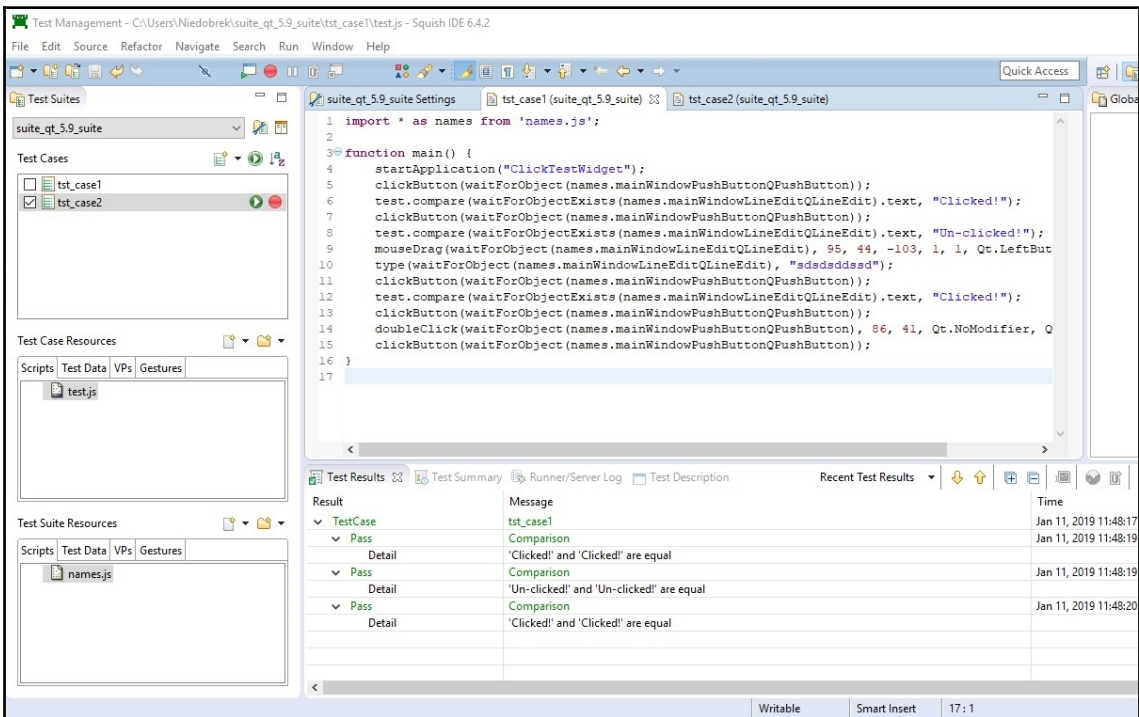 Test Management - C:\Users\Niedobrek\suite_qt_5.9_suite\tst_case1\test.js - Squish IDE 6.4.2
File Edit Source Refactor Navigate Search Run Window Help
Quick Access
Test Suites
suite_qt_5.9_suite
Test Cases
tst_case1
tst_case2
Test Case Resources
Scripts Test Data VPs Gestures
test.js
Test Suite Resources
Scripts Test Data VPs Gestures
names.js
suite_qt_5.9_suite Settings tst_case1 (suite_qt_5.9_suite) tst_case2 (suite_qt_5.9_suite)
Globa
1 import * as names from 'names.js';
2
3 function main() {
4 startApplication("ClickTestWidget");
5 clickButton(waitForObject(names.mainWindowPushButtonQPushButton));
6 test.compare(waitForObjectExists(names.mainWindowLineEditQLineEdit).text, "Clicked!");
7 clickButton(waitForObject(names.mainWindowPushButtonQPushButton));
8 test.compare(waitForObjectExists(names.mainWindowLineEditQLineEdit).text, "Un-clicked!");
9 mouseDrag(waitForObject(names.mainWindowLineEditQLineEdit), 95, 44, -103, 1, 1, Qt.LeftBut
10 type(waitForObject(names.mainWindowLineEditQLineEdit), "sdsdsddssd");
11 clickButton(waitForObject(names.mainWindowPushButtonQPushButton));
12 test.compare(waitForObjectExists(names.mainWindowLineEditQLineEdit).text, "Clicked!");
13 clickButton(waitForObject(names.mainWindowPushButtonQPushButton));
14 doubleClick(waitForObject(names.mainWindowPushButtonQPushButton), 86, 41, Qt.NoModifier, Q
15 clickButton(waitForObject(names.mainWindowPushButtonQPushButton));
16 }
17
Test Results Test Summary Runner/Server Log Test Description Recent Test Results
Result Message Time
TestCase tst_case1 Jan 11, 2019 11:48:17
Pass Comparison Jan 11, 2019 11:48:19
Detail 'Clicked!' and 'Clicked!' are equal
Pass Comparison Jan 11, 2019 11:48:19
Detail 'Un-clicked!' and 'Un-clicked!' are equal
Pass Comparison Jan 11, 2019 11:48:20
Detail 'Clicked!' and 'Clicked!' are equal
Writable Smart Insert 17 : 1